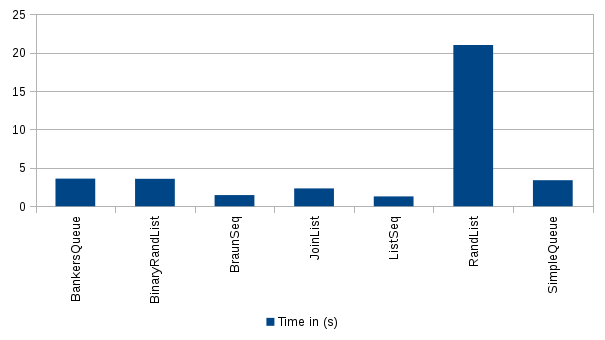 25
20
15
10
5
0
BankersQueue
BinaryRandList
BraunSeq
JoinList
ListSeq
RandList
SimpleQueue
Time in (s)